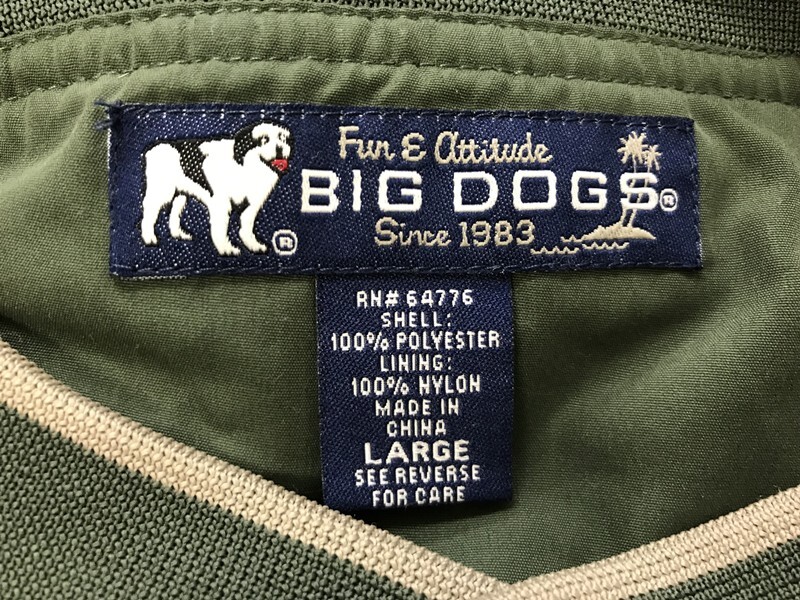 Fun & Attitude
BIG DOGS®
Since 1983
®
RN# 64776
SHELL:
100% POLYESTER
LINING:
100% NYLON
MADE IN
CHINA
LARGE
SEE REVERSE
FOR CARE